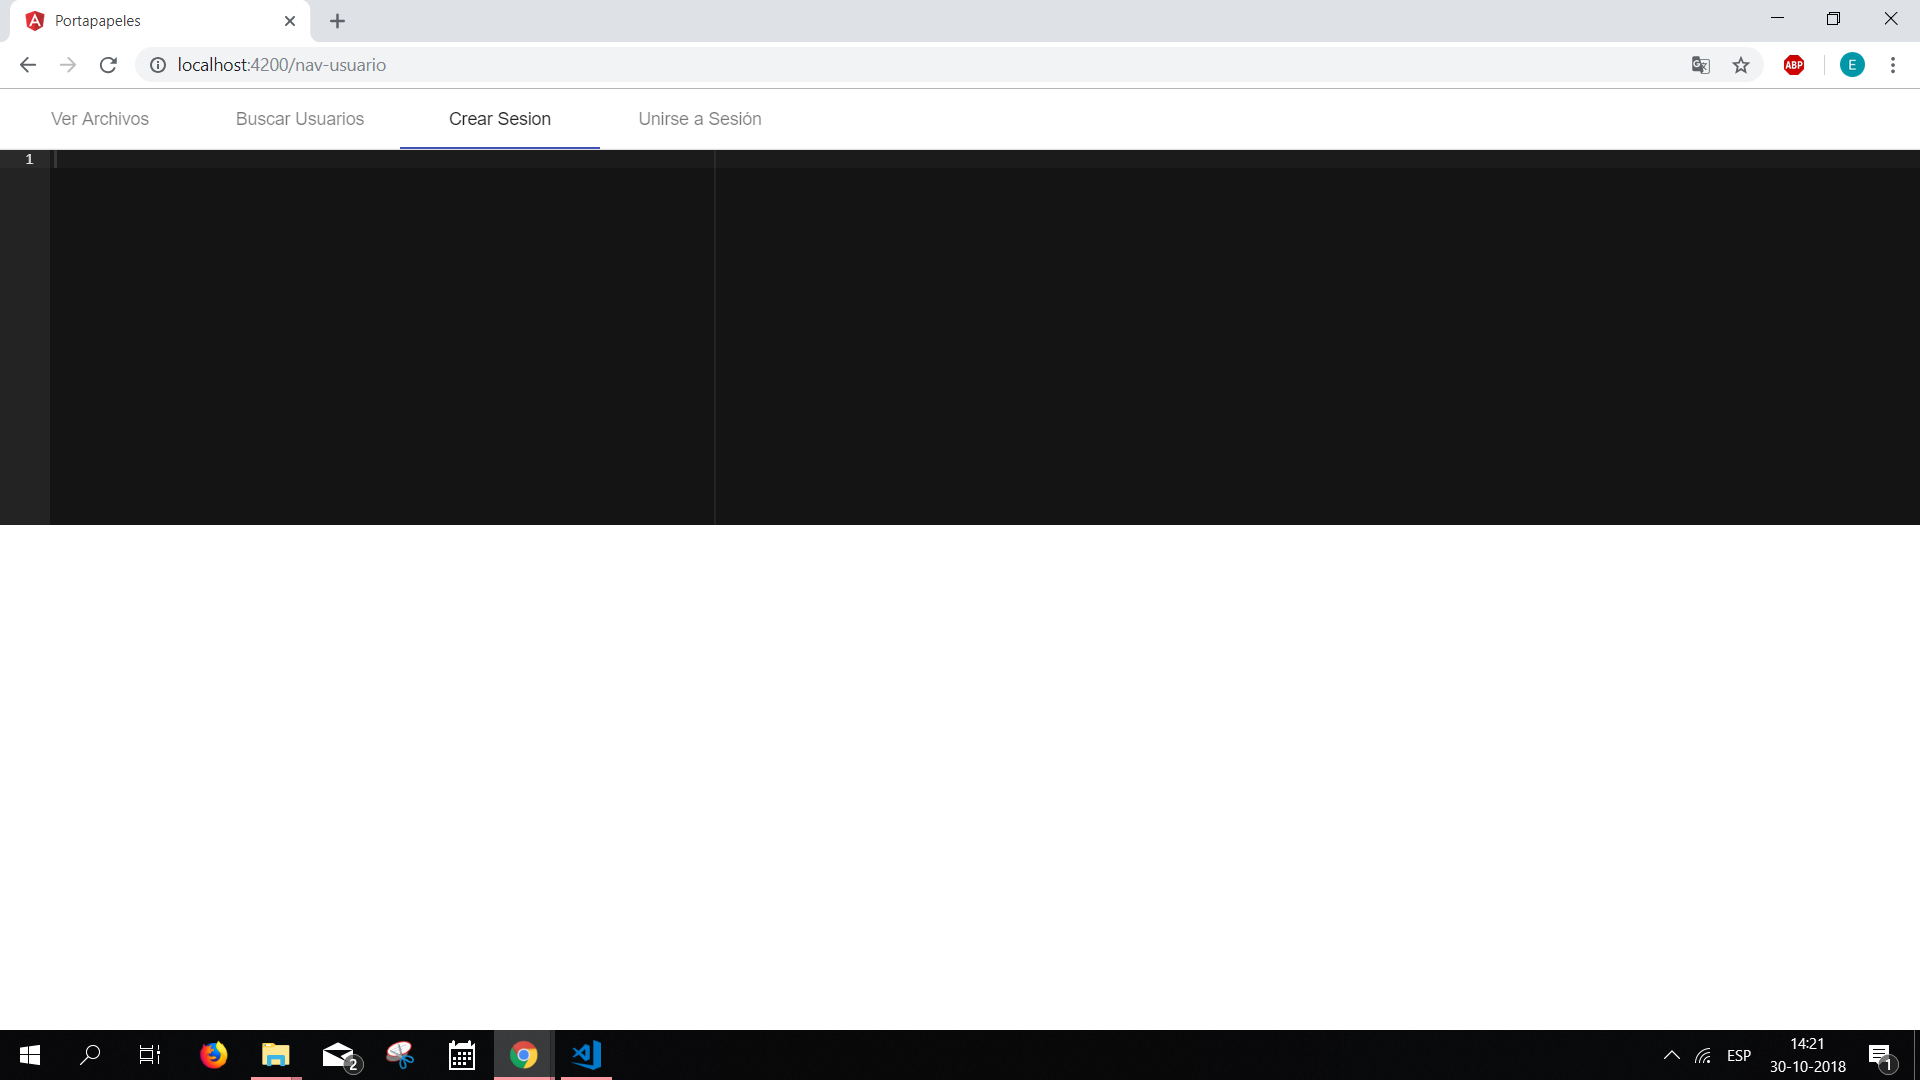 Portapapeles
localhost:4200/nav-usuario
ABP
E
Ver Archivos Buscar Usuarios Crear Sesion Unirse a Sesión
1
2
ESP
14:21
30-10-2018
1